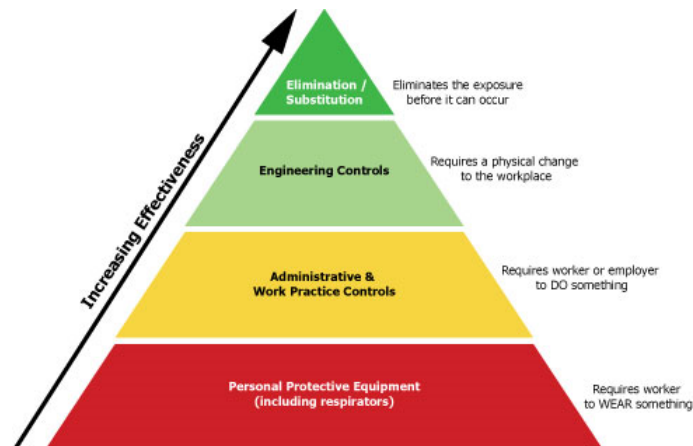 Elimination /
Substitution
Eliminates the exposure
before it can occur
Engineering Controls
Requires a physical change
to the workplace
Increasing Effectiveness
Administrative &
Work Practice Controls
Requires worker or employer
to DO something
Personal Protective Equipment
(including respirators)
Requires worker
to WEAR something